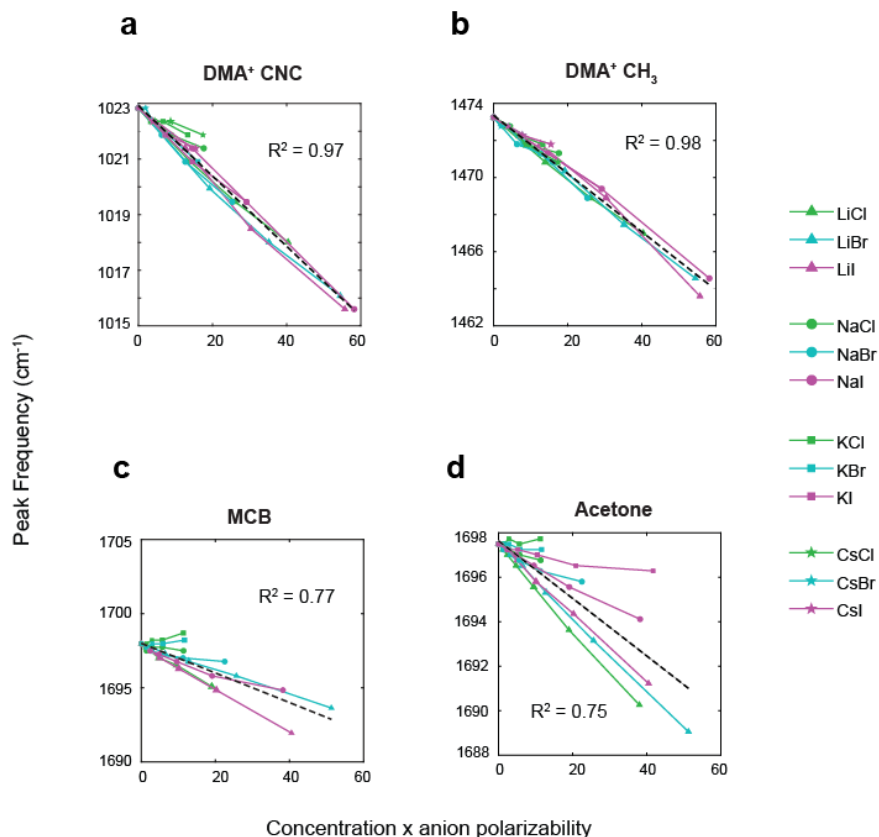 a
DMA⁺ CNC
1023
1021
1019
1016
1015
0
20
40
60
R² = 0.97
b
DMA⁺ CH₃
1474
1470
1466
1462
0
20
40
60
R² = 0.98
c
MCB
1705
1700
1695
1690
0
20
40
60
R² = 0.77
d
Acetone
1698
1696
1694
1691
1690
1688
0
20
40
60
R² = 0.75
Peak Frequency (cm⁻¹)
Concentration x anion polarizability
LiCl
LiBr
LiI
NaCl
NaBr
NaI
KCl
KBr
KI
CsCl
CsBr
CsI